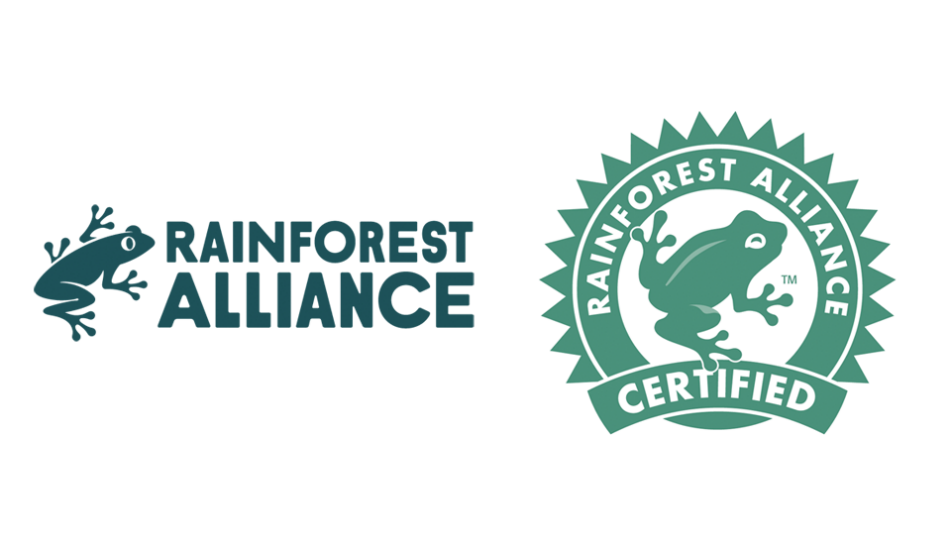 RAINFOREST
ALLIANCE
RAINFOREST ALLIANCE
TM
CERTIFIED